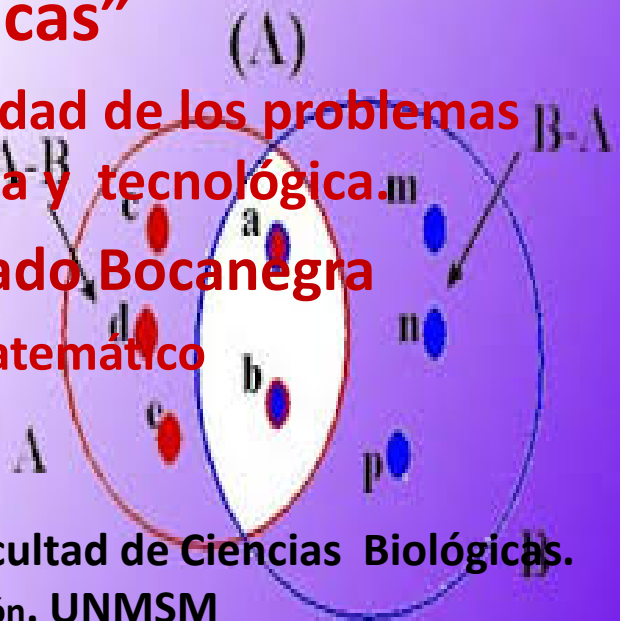 cas”
(A)
dad de los problemas
B-A
A-B
a y tecnológica.
m
c
a
ado Bocanegra
d
n
atemático
b
e
A
p
cultad de Ciencias Biológicas.
B
ón. UNMSM